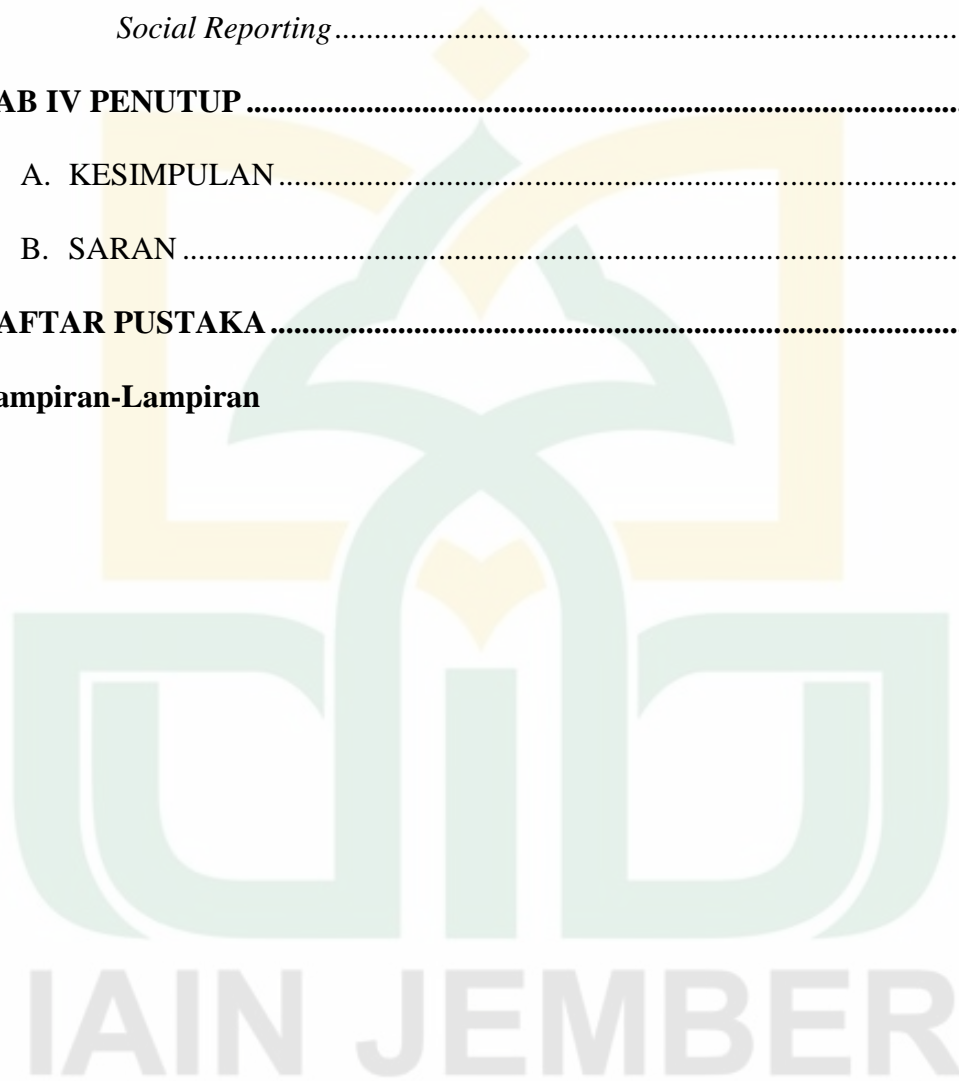 Social Reporting....................................................................................
AB IV PENUTUP............................................................................................
A. KESIMPULAN........................................................................................
B. SARAN....................................................................................................
AFTAR PUSTAKA.........................................................................................
ampiran-Lampiran
IAIN JEMBER